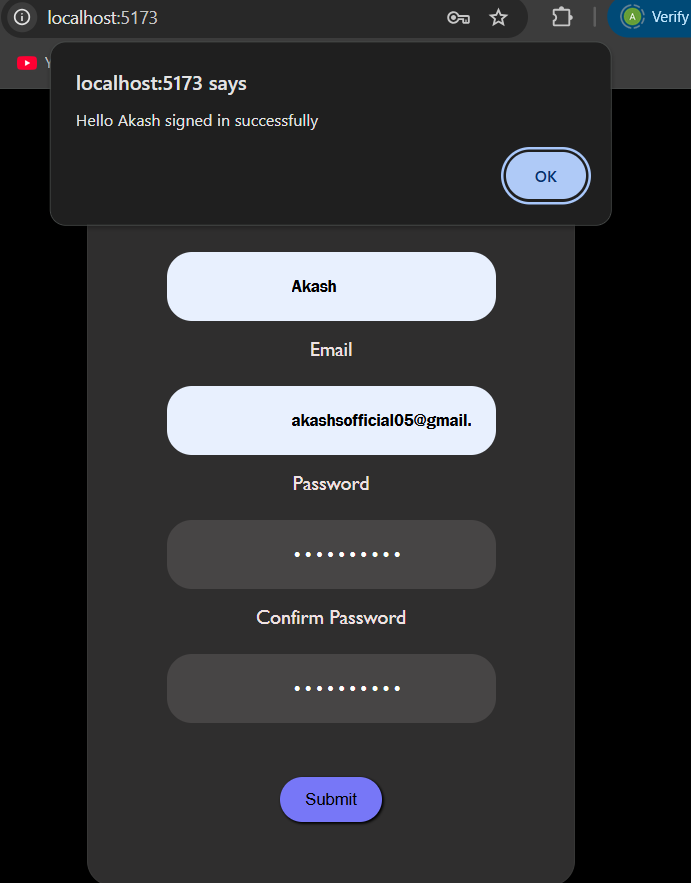 localhost:5173
A
Verify
Y
localhost:5173 says
Hello Akash signed in successfully
OK
Akash
Email
akashsofficial05@gmail.
Password
••••••••••
Confirm Password
••••••••••
Submit